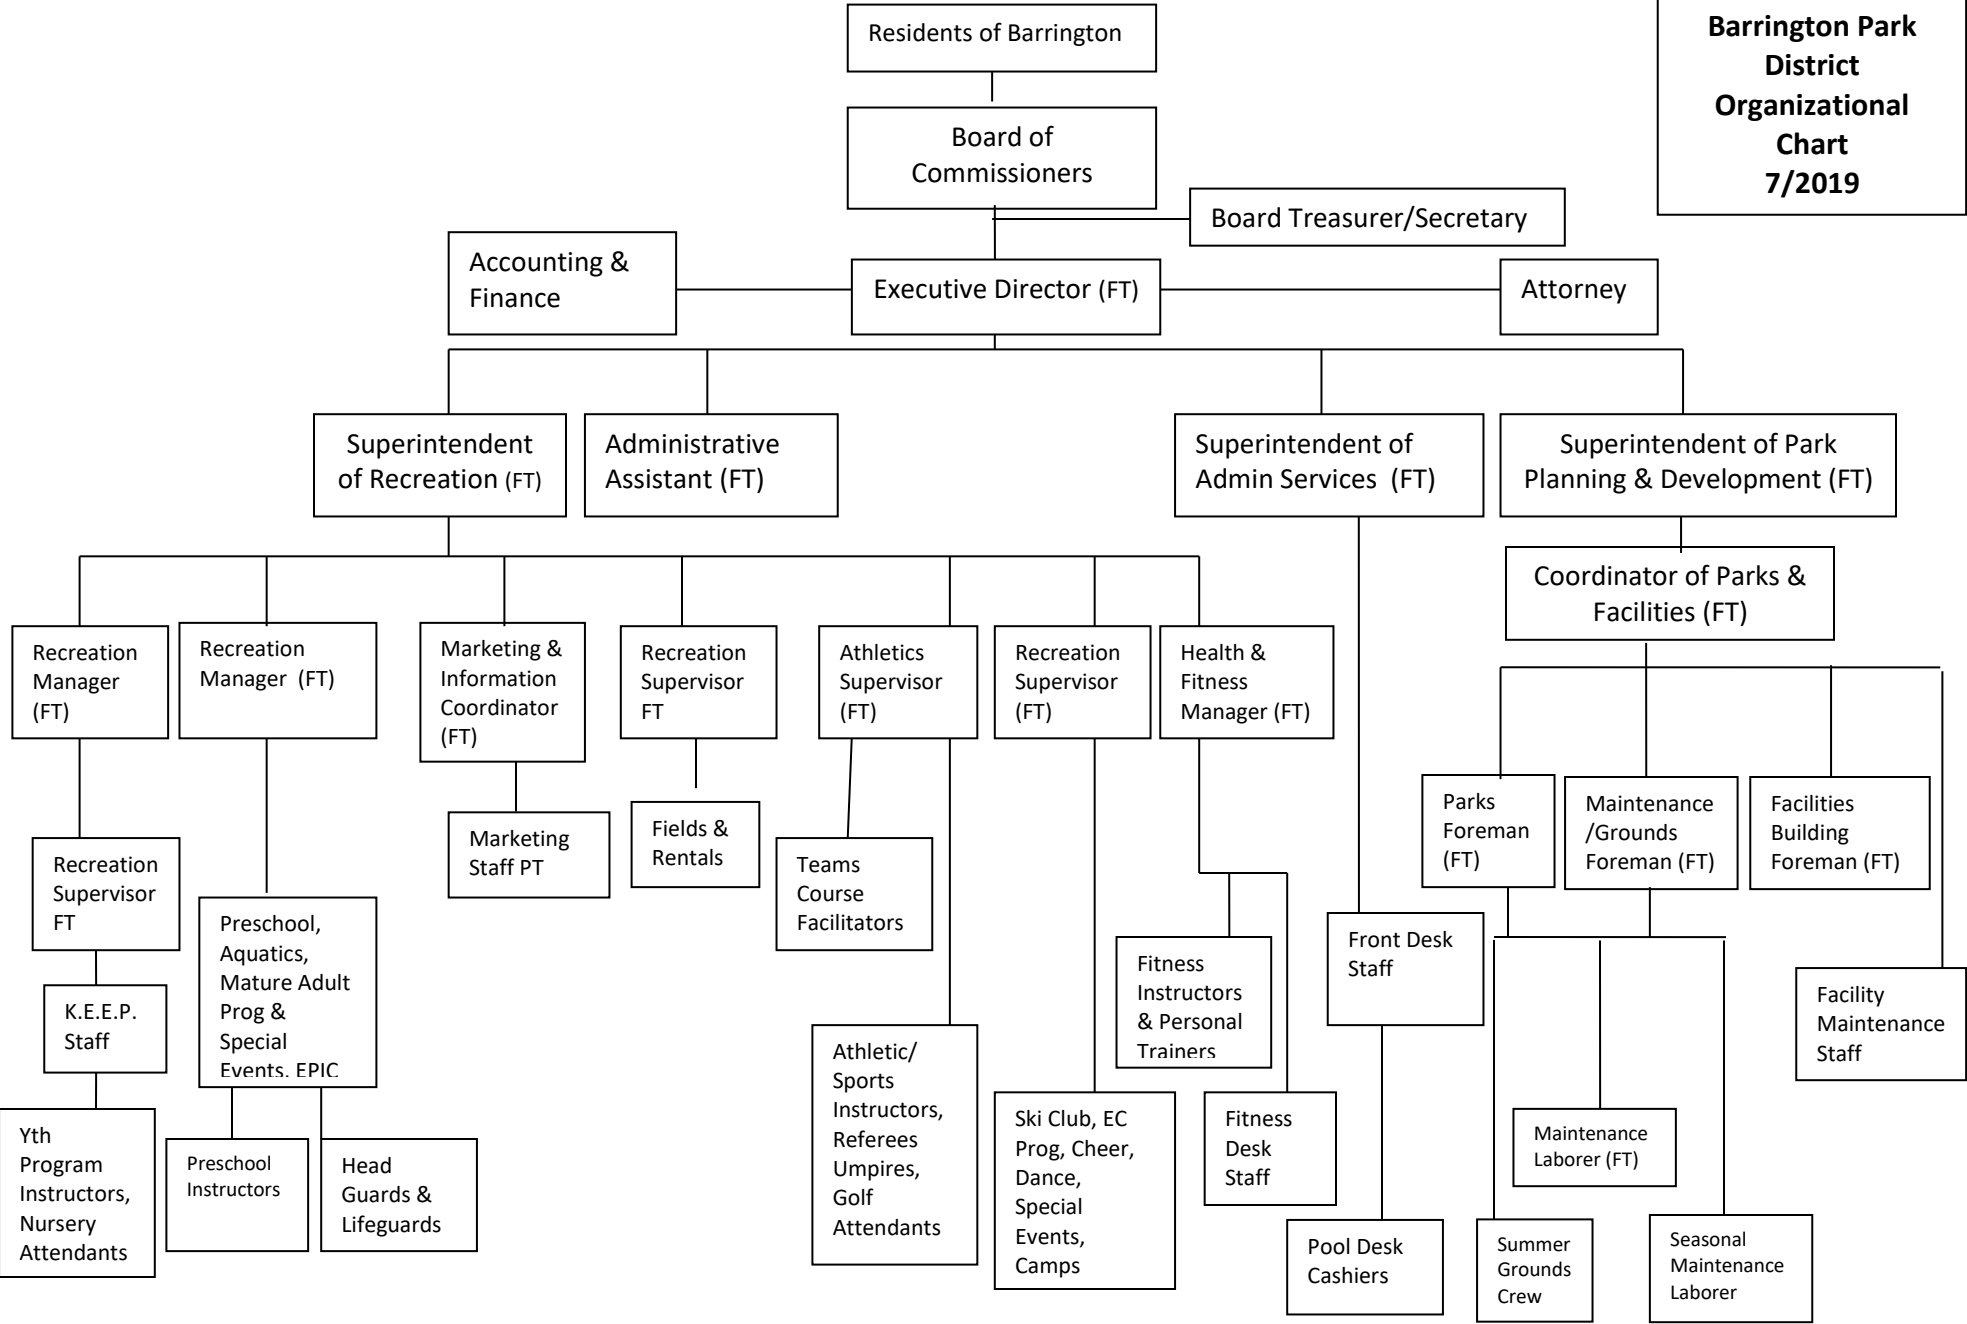 Residents of Barrington
Barrington Park
District
Organizational
Chart
7/2019
Board of
Commissioners
Board Treasurer/Secretary
Accounting &
Finance
Executive Director (FT)
Attorney
Superintendent
of Recreation (FT)
Administrative
Assistant (FT)
Superintendent of
Admin Services  (FT)
Superintendent of Park
Planning & Development (FT)
Coordinator of Parks &
Facilities (FT)
Recreation
Manager
(FT)
Recreation
Manager  (FT)
Marketing &
Information
Coordinator
(FT)
Recreation
Supervisor
FT
Athletics
Supervisor
(FT)
Recreation
Supervisor
(FT)
Health &
Fitness
Manager (FT)
Parks
Foreman
(FT)
Maintenance
/Grounds
Foreman (FT)
Facilities
Building
Foreman (FT)
Marketing
Staff PT
Fields &
Rentals
Teams
Course
Facilitators
Recreation
Supervisor
FT
Preschool,
Aquatics,
Mature Adult
Prog &
Special
Events. EPIC
Front Desk
Staff
Fitness
Instructors
& Personal
Trainers
Facility
Maintenance
Staff
K.E.E.P.
Staff
Athletic/
Sports
Instructors,
Referees
Umpires,
Golf
Attendants
Ski Club, EC
Prog, Cheer,
Dance,
Special
Events,
Camps
Fitness
Desk
Staff
Maintenance
Laborer (FT)
Yth
Program
Instructors,
Nursery
Attendants
Preschool
Instructors
Head
Guards &
Lifeguards
Pool Desk
Cashiers
Summer
Grounds
Crew
Seasonal
Maintenance
Laborer